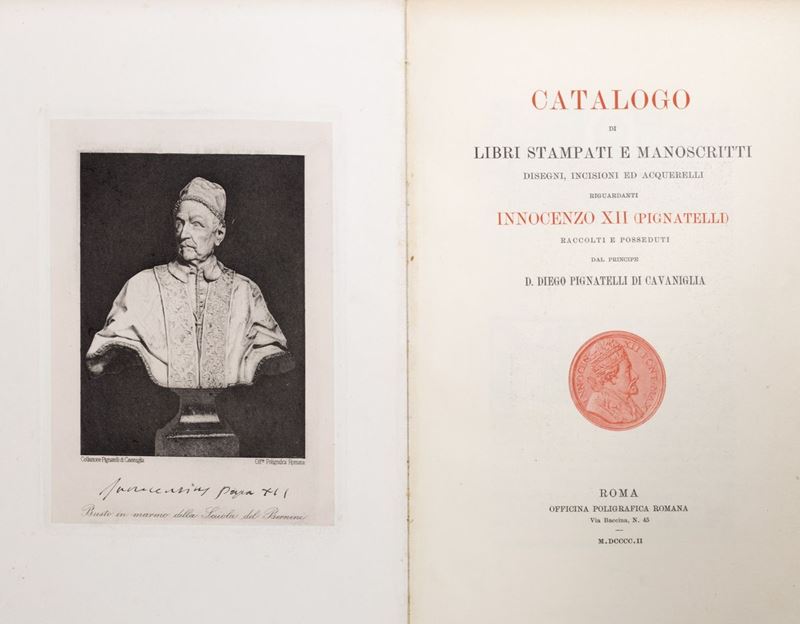 Collezione Pignatelli di Cavaniglia
Off.na Poligrafica Romana
Innocentius Papa XII
Busto in marmo della Scuola del Bernini
CATALOGO
DI
LIBRI STAMPATI E MANOSCRITTI
DISEGNI, INCISIONI ED ACQUERELLI
RIGUARDANTI
INNOCENZO XII (PIGNATELLI)
RACCOLTI E POSSEDUTI
DAL PRINCIPE
D. DIEGO PIGNATELLI DI CAVANIGLIA
ROMA
OFFICINA POLIGRAFICA ROMANA
Via Baccina, N. 45
M.DCCCC.II